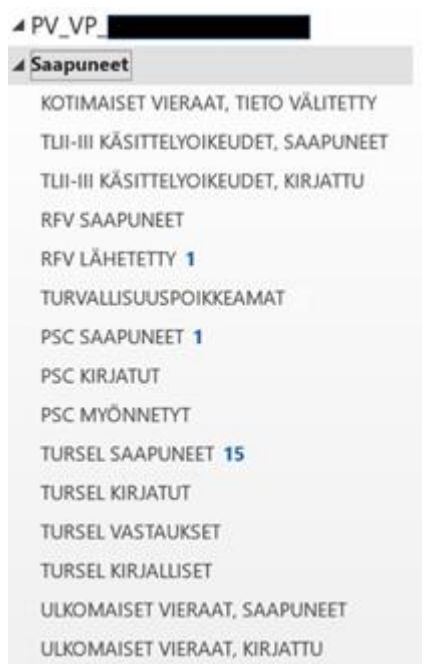 PV_VP_
Saapuneet
KOTIMAISET VIERAAT, TIETO VÄLITETTY
TLII-III KÄSITTELYOIKEUDET, SAAPUNEET
TLII-III KÄSITTELYOIKEUDET, KIRJATTU
RFV SAAPUNEET
RFV LÄHETETTY 1
TURVALLISUUSPOIKKEAMAT
PSC SAAPUNEET 1
PSC KIRJATUT
PSC MYÖNNETYT
TURSEL SAAPUNEET 15
TURSEL KIRJATUT
TURSEL VASTAUKSET
TURSEL KIRJALLISET
ULKOMAISET VIERAAT, SAAPUNEET
ULKOMAISET VIERAAT, KIRJATTU